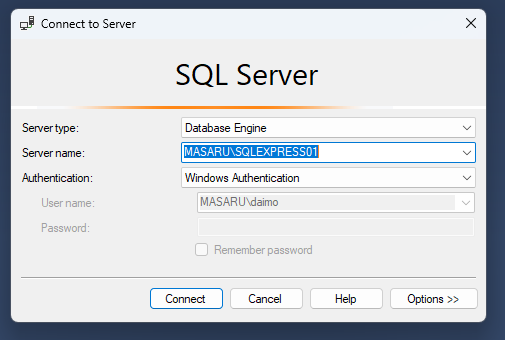 Connect to Server
SQL Server
Server type: Database Engine
Server name: MASARU\SQLEXPRESS01
Authentication: Windows Authentication
User name: MASARU\daimo
Password:
Remember password
Connect Cancel Help Options >>